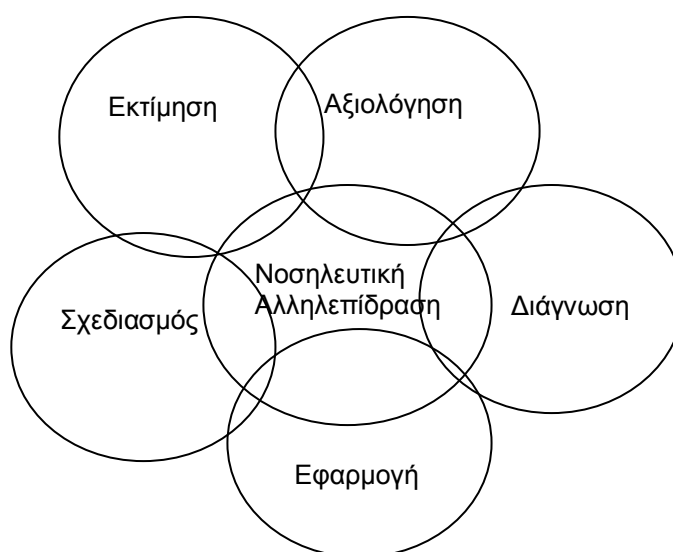 Εκτίμηση
Αξιολόγηση
Νοσηλευτική
Αλληλεπίδραση
Διάγνωση
Σχεδιασμός
Εφαρμογή